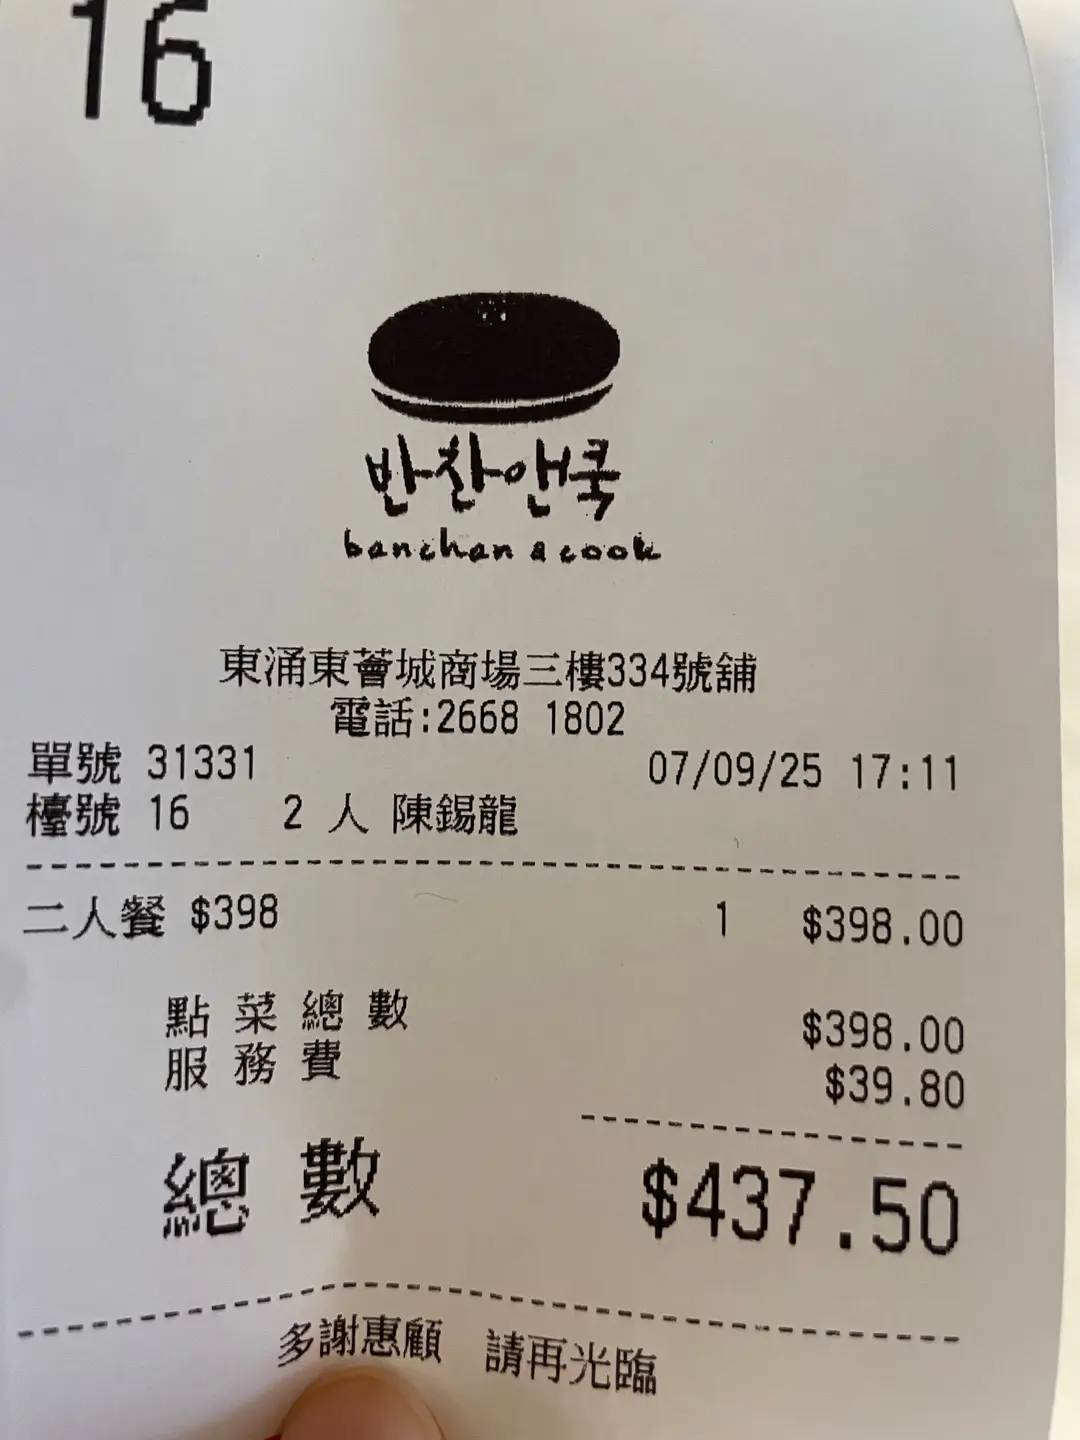 16
반찬앤쿡
banchan & cook
東涌東薈城商場三樓334號舖
電話:2668 1802
單號 31331 07/09/25 17:11
檯號 16 2 人 陳錫龍
二人餐 $398 1 $398.00
點菜總數 $398.00
服務費 $39.80
總數 $437.50
多謝惠顧 請再光臨